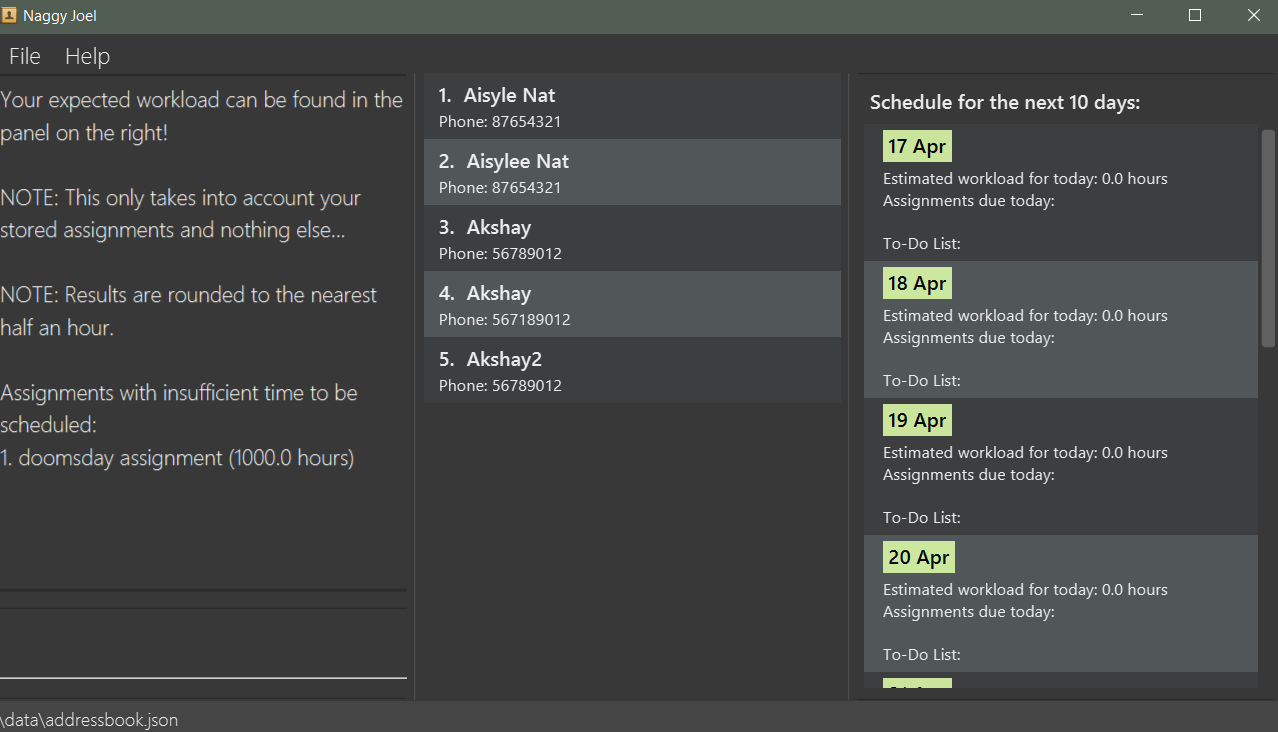 Naggy Joel
File Help
Your expected workload can be found in the
panel on the right!
NOTE: This only takes into account your
stored assignments and nothing else...
NOTE: Results are rounded to the nearest
half an hour.
Assignments with insufficient time to be
scheduled:
1. doomsday assignment (1000.0 hours)
1. Aisyle Nat
Phone: 87654321
2. Aisylee Nat
Phone: 87654321
3. Akshay
Phone: 56789012
4. Akshay
Phone: 567189012
5. Akshay2
Phone: 56789012
Schedule for the next 10 days:
17 Apr
Estimated workload for today: 0.0 hours
Assignments due today:
To-Do List:
18 Apr
Estimated workload for today: 0.0 hours
Assignments due today:
To-Do List:
19 Apr
Estimated workload for today: 0.0 hours
Assignments due today:
To-Do List:
20 Apr
Estimated workload for today: 0.0 hours
Assignments due today:
To-Do List:
\data\addressbook.json